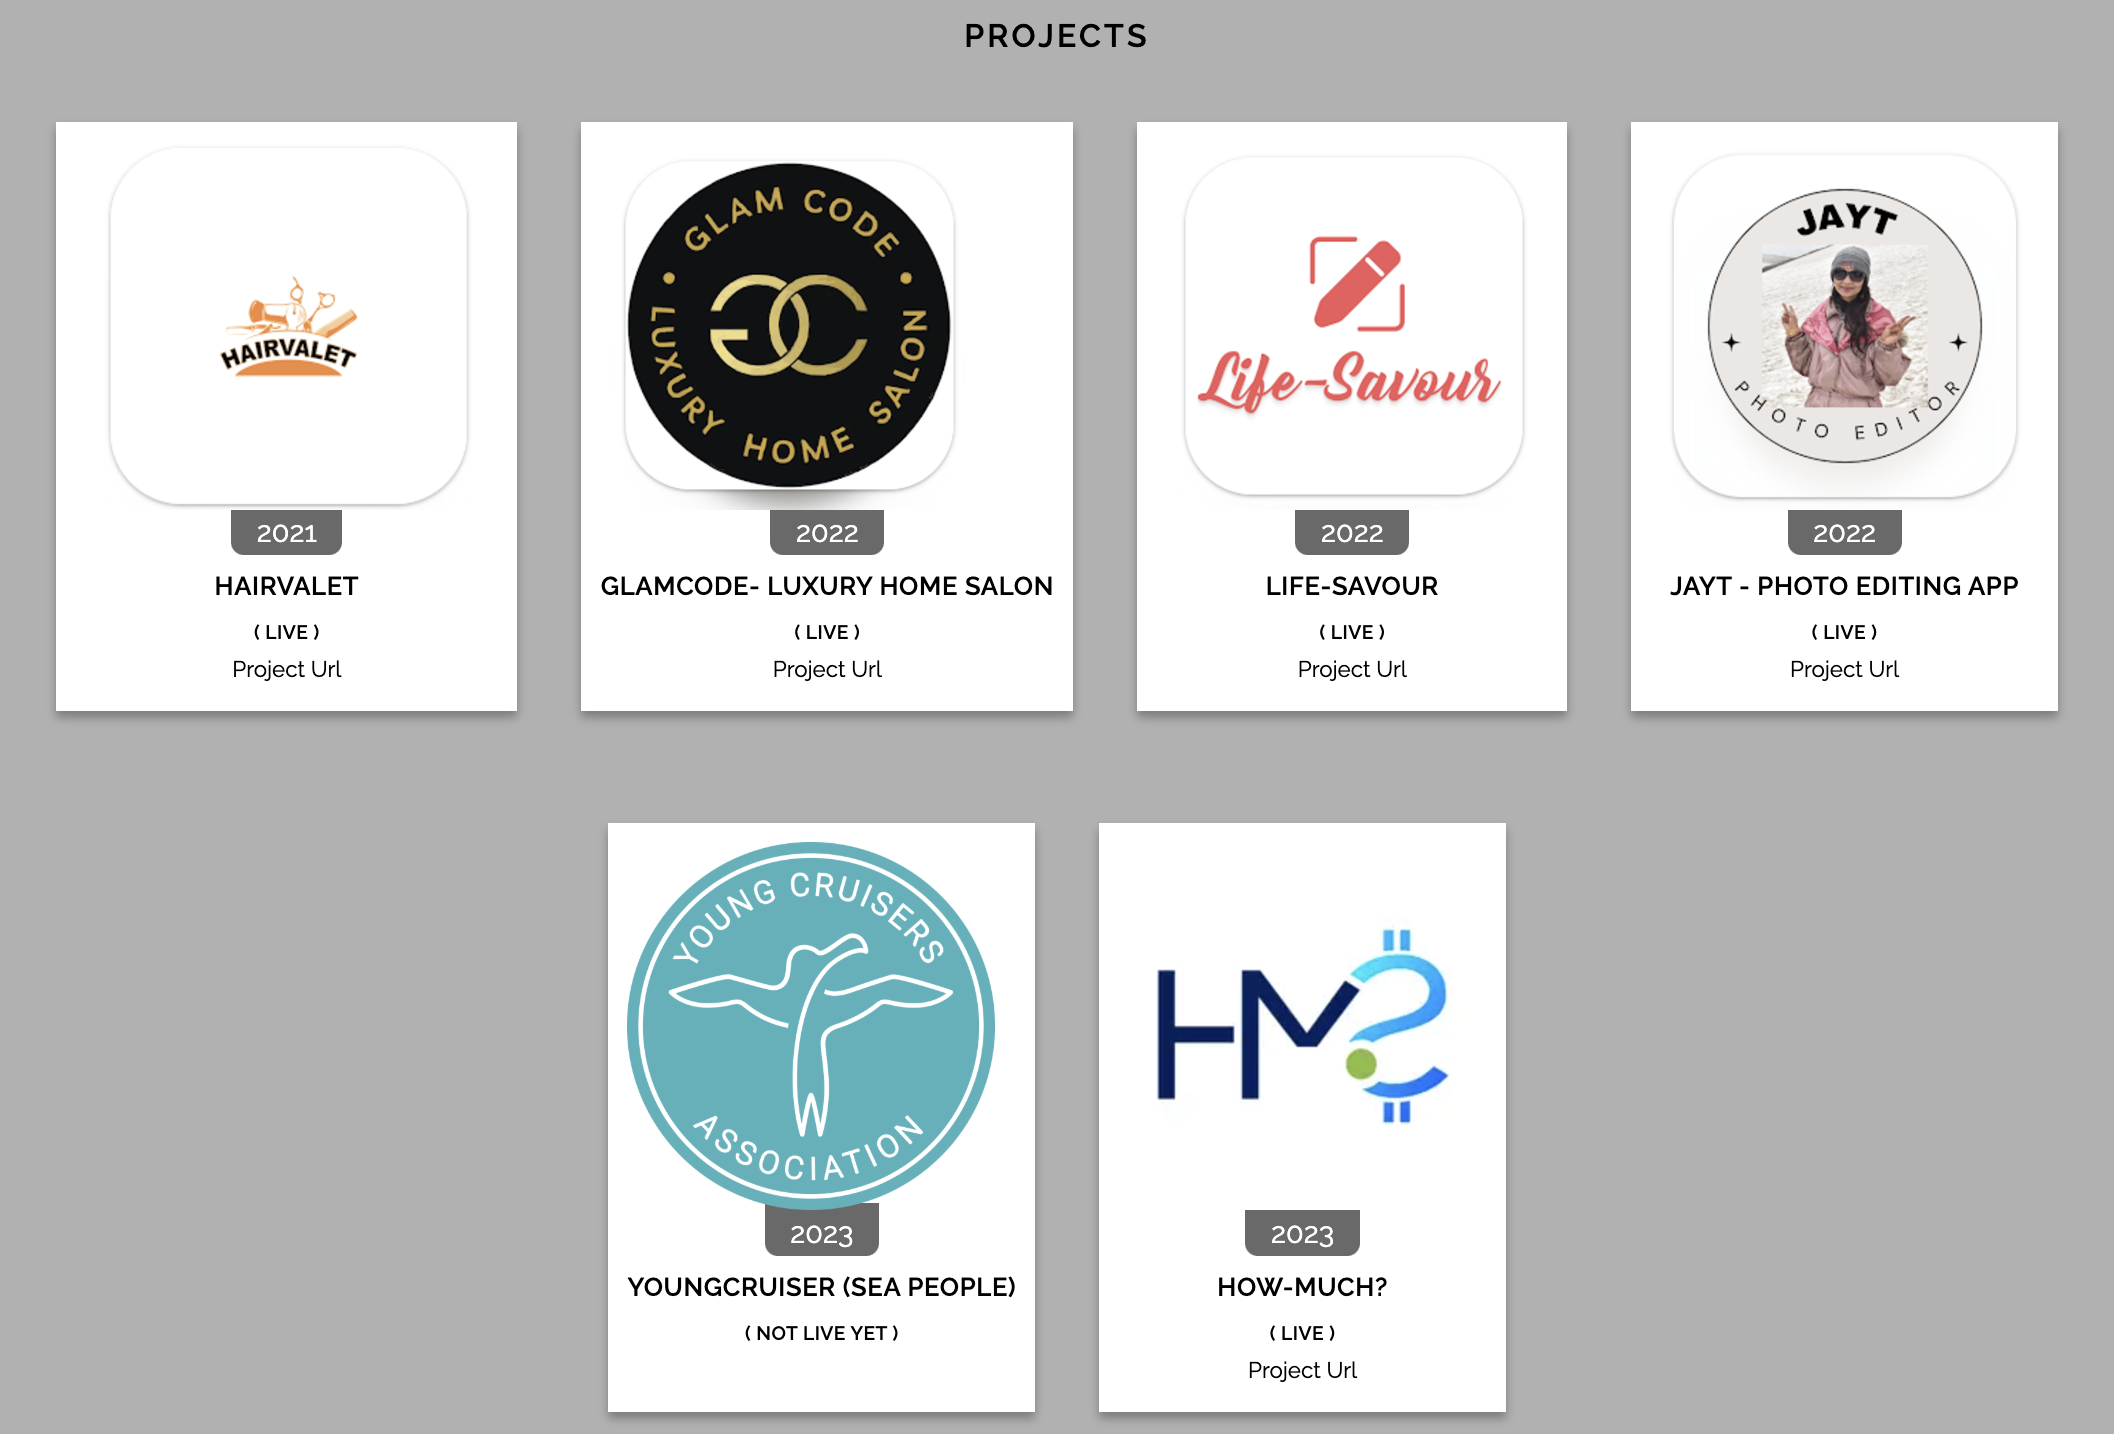 PROJECTS
HAIRVALET
2021
HAIRVALET
( LIVE )
Project Url
GLAM CODE
GC
LUXURY HOME SALON
2022
GLAMCODE- LUXURY HOME SALON
( LIVE )
Project Url
Life-Savour
2022
LIFE-SAVOUR
( LIVE )
Project Url
JAYT
PHOTO EDITOR
2022
JAYT - PHOTO EDITING APP
( LIVE )
Project Url
YOUNG CRUISERS
ASSOCIATION
2023
YOUNGCRUISER (SEA PEOPLE)
( NOT LIVE YET )
HM?
2023
HOW-MUCH?
( LIVE )
Project Url